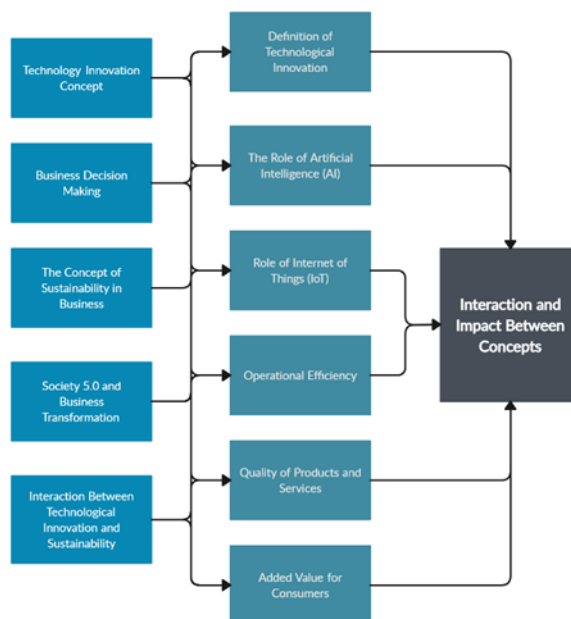 Technology Innovation
Concept
Business Decision
Making
The Concept of
Sustainability in
Business
Society 5.0 and
Business
Transformation
Interaction Between
Technological
Innovation and
Sustainability
Definition of
Technological
Innovation
The Role of Artificial
Intelligence (AI)
Role of Internet of
Things (IoT)
Operational Efficiency
Quality of Products and
Services
Added Value for
Consumers
Interaction and
Impact Between
Concepts